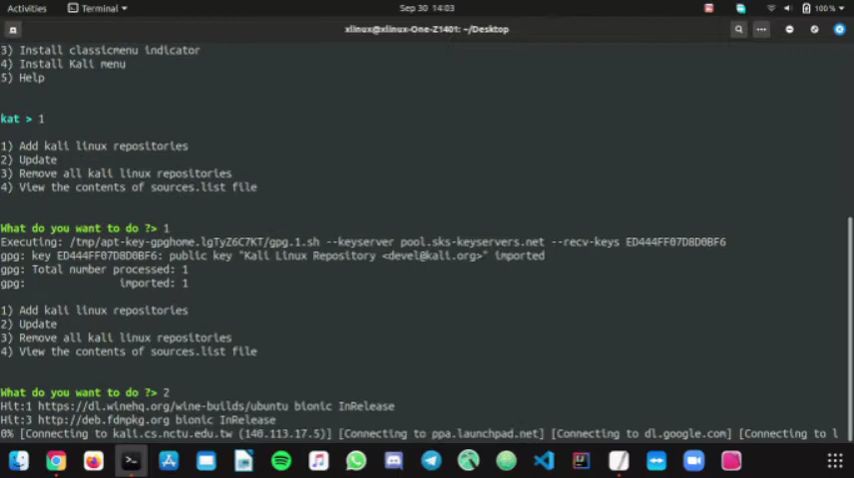 Activities
Terminal
Sep 30 14:03
100%
xlinux@xlinux-One-Z1401: ~/Desktop
3) Install classicmenu indicator
4) Install Kali menu
5) Help
kat > 1
1) Add kali linux repositories
2) Update
3) Remove all kali linux repositories
4) View the contents of sources.list file
What do you want to do ?> 1
Executing: /tmp/apt-key-gpghome.lgTyZ6C7KT/gpg.1.sh --keyserver pool.sks-keyservers.net --recv-keys ED444FF07D8D0BF6
gpg: key ED444FF07D8D0BF6: public key "Kali Linux Repository <devel@kali.org>" imported
gpg: Total number processed: 1
gpg:               imported: 1
1) Add kali linux repositories
2) Update
3) Remove all kali linux repositories
4) View the contents of sources.list file
What do you want to do ?> 2
Hit:1 https://dl.winehq.org/wine-builds/ubuntu bionic InRelease
Hit:3 http://deb.fdmpkg.org bionic InRelease
0% [Connecting to kali.cs.nctu.edu.tw (140.113.17.5)] [Connecting to ppa.launchpad.net] [Connecting to dl.google.com] [Connecting to l